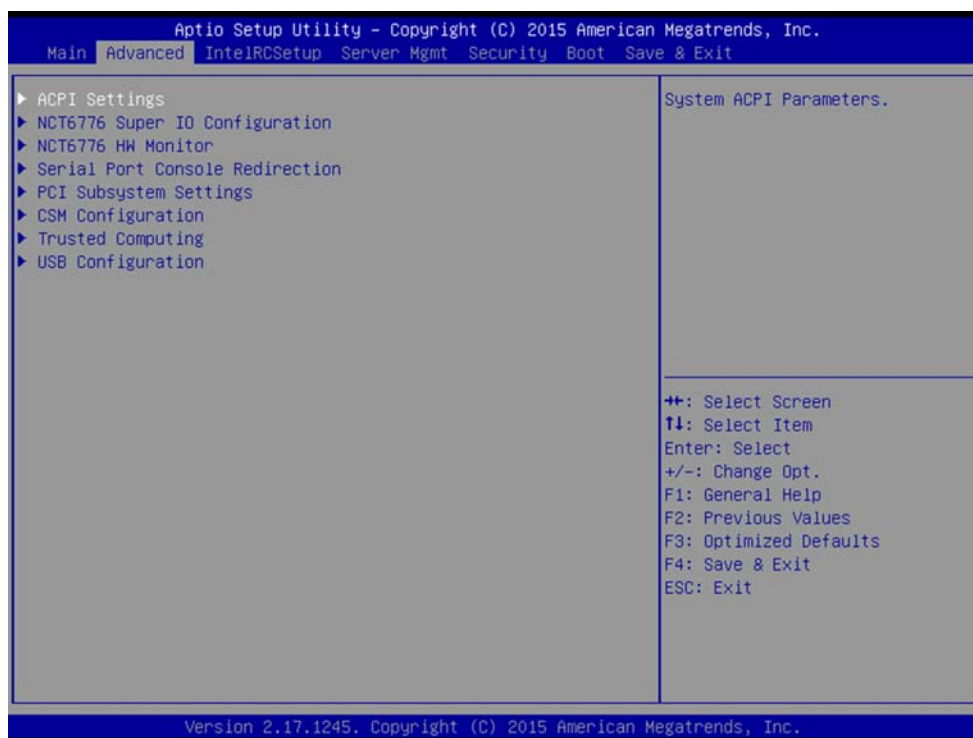 Aptio Setup Utility – Copyright (C) 2015 American Megatrends, Inc.
Main Advanced IntelRCSetup Server Mgmt Security Boot Save & Exit
ACPI Settings
NCT6776 Super IO Configuration
NCT6776 HW Monitor
Serial Port Console Redirection
PCI Subsystem Settings
CSM Configuration
Trusted Computing
USB Configuration
System ACPI Parameters.
→←: Select Screen
↑↓: Select Item
Enter: Select
+/-: Change Opt.
F1: General Help
F2: Previous Values
F3: Optimized Defaults
F4: Save & Exit
ESC: Exit
Version 2.17.1245. Copyright (C) 2015 American Megatrends, Inc.